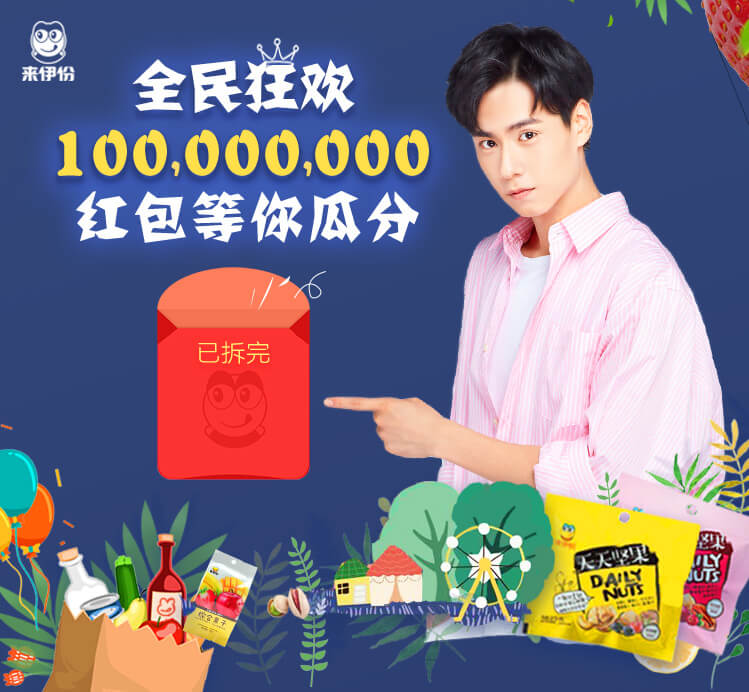 来伊份
全民狂欢
100,000,000
红包等你瓜分
已拆完
天天坚果
DAILY
NUTS
坚果
DAILY
NUTS